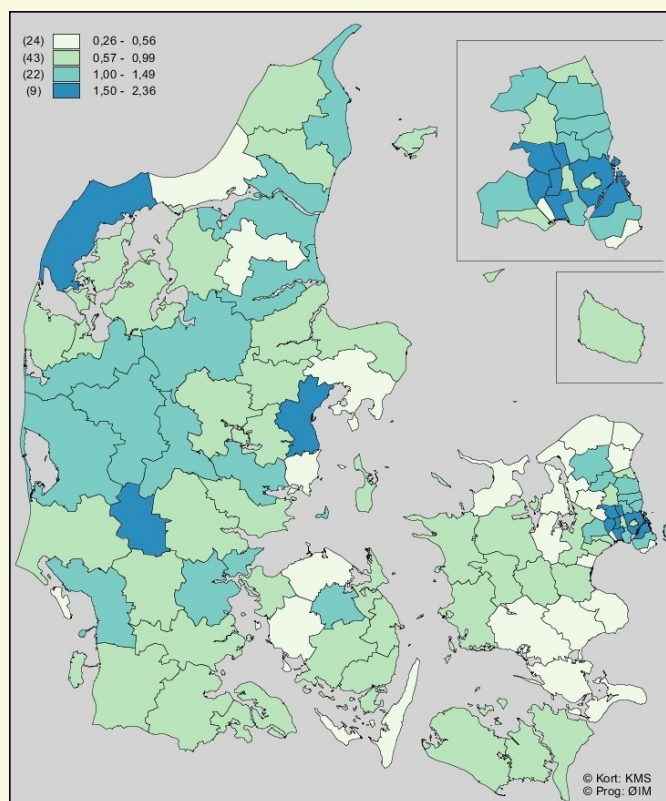 (24) 0,26 - 0,56
(43) 0,57 - 0,99
(22) 1,00 - 1,49
(9) 1,50 - 2,36
© Kort: KMS
© Prog: ØIM